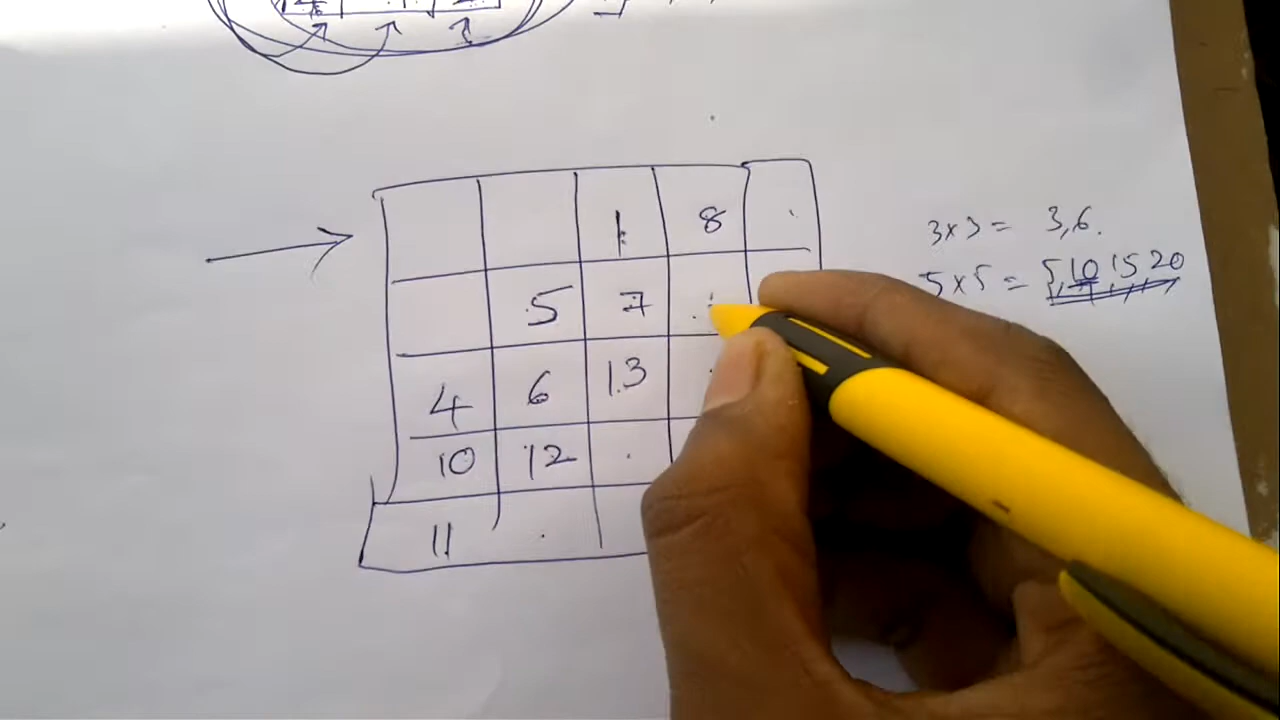 1 8
3x3 = 3,6.
5x5 = 5,10,15,20
5 7
4 6 13
10 12
11